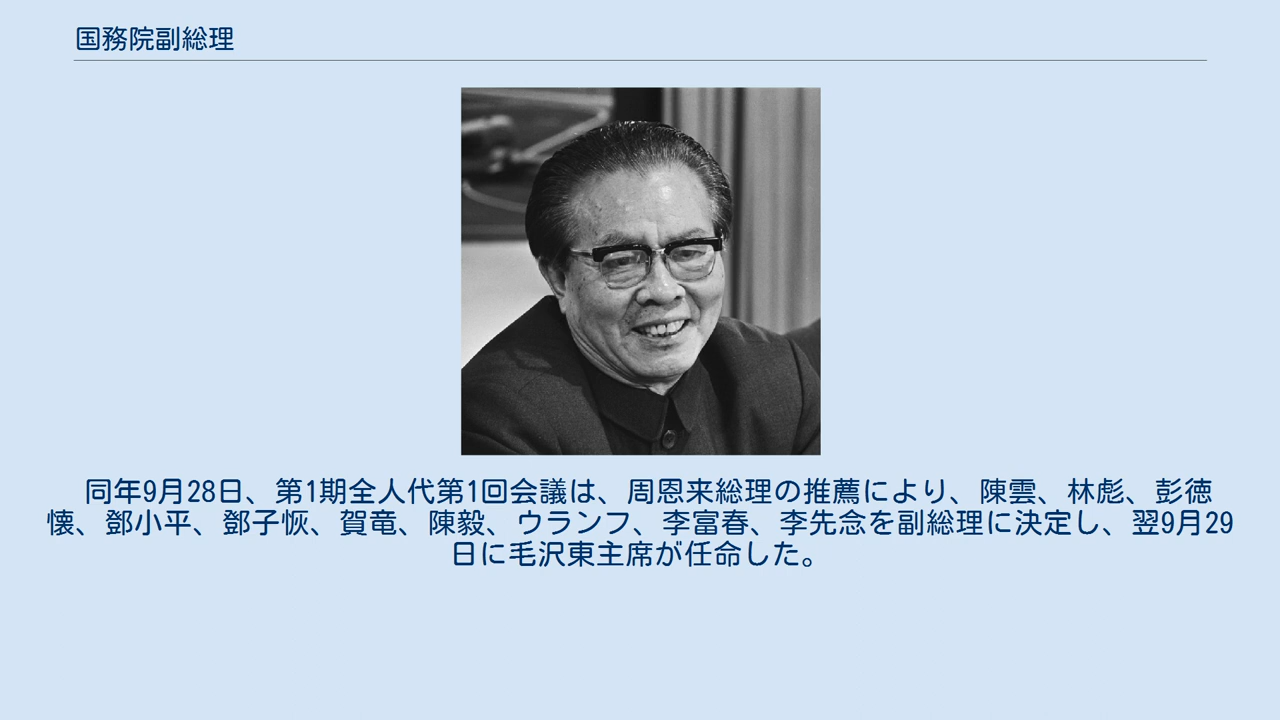 国務院副総理
同年9月28日、第1期全人代第1回会議は、周恩来総理の推薦により、陳雲、林彪、彭徳
懐、鄧小平、鄧子恢、賀竜、陳毅、ウランフ、李富春、李先念を副総理に決定し、翌9月29
日に毛沢東主席が任命した。